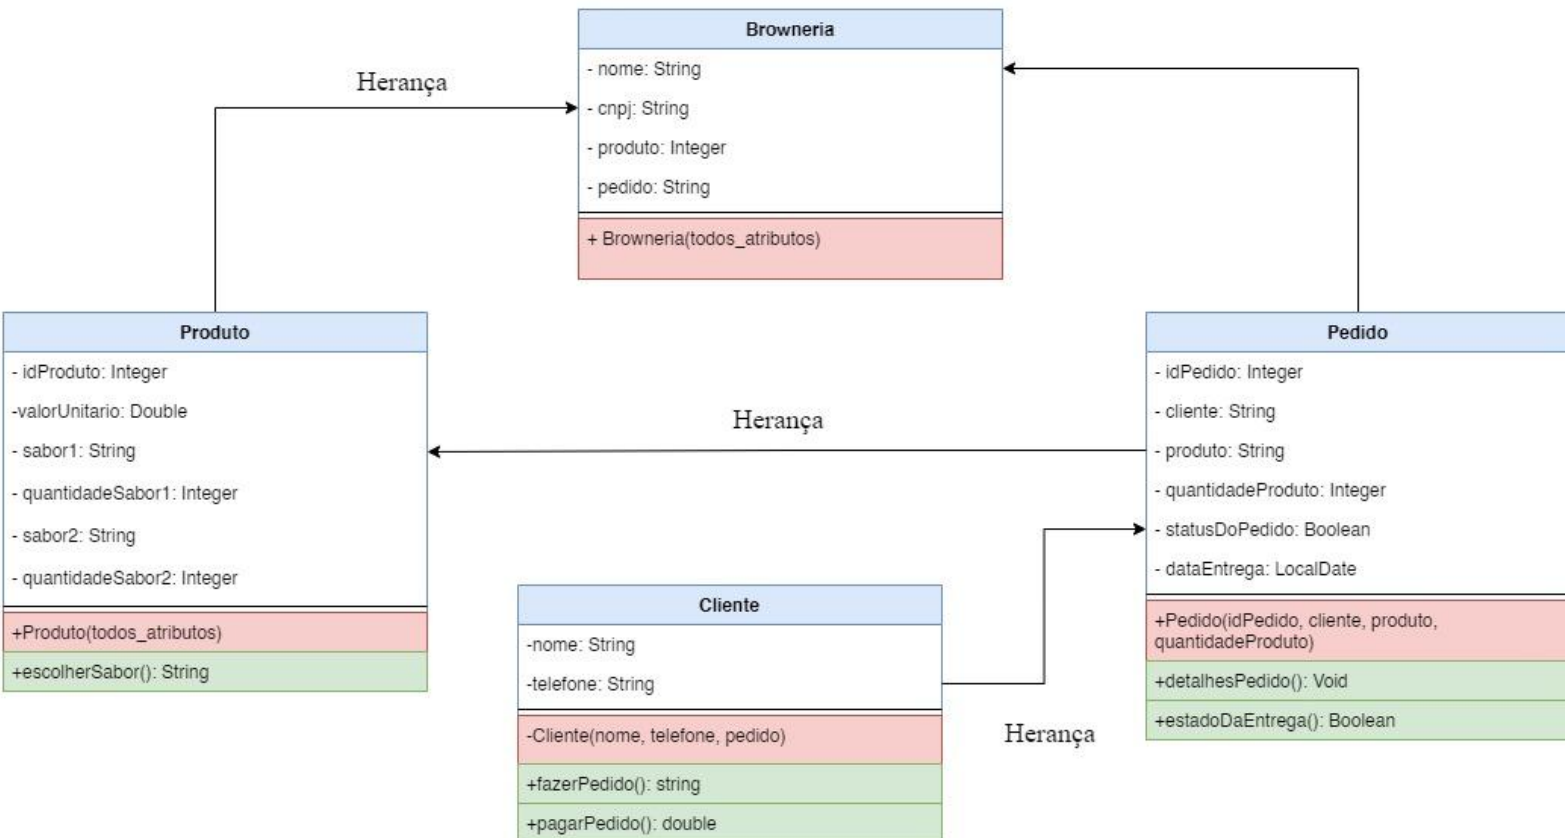 Browneria
- nome: String
- cnpj: String
- produto: Integer
- pedido: String
+ Browneria(todos_atributos)
Herança
Produto
- idProduto: Integer
-valorUnitario: Double
- sabor1: String
- quantidadeSabor1: Integer
- sabor2: String
- quantidadeSabor2: Integer
+Produto(todos_atributos)
+escolherSabor(): String
Herança
Pedido
- idPedido: Integer
- cliente: String
- produto: String
- quantidadeProduto: Integer
- statusDoPedido: Boolean
- dataEntrega: LocalDate
+Pedido(idPedido, cliente, produto,
quantidadeProduto)
+detalhesPedido(): Void
+estadoDaEntrega(): Boolean
Cliente
-nome: String
-telefone: String
-Cliente(nome, telefone, pedido)
+fazerPedido(): string
+pagarPedido(): double
Herança